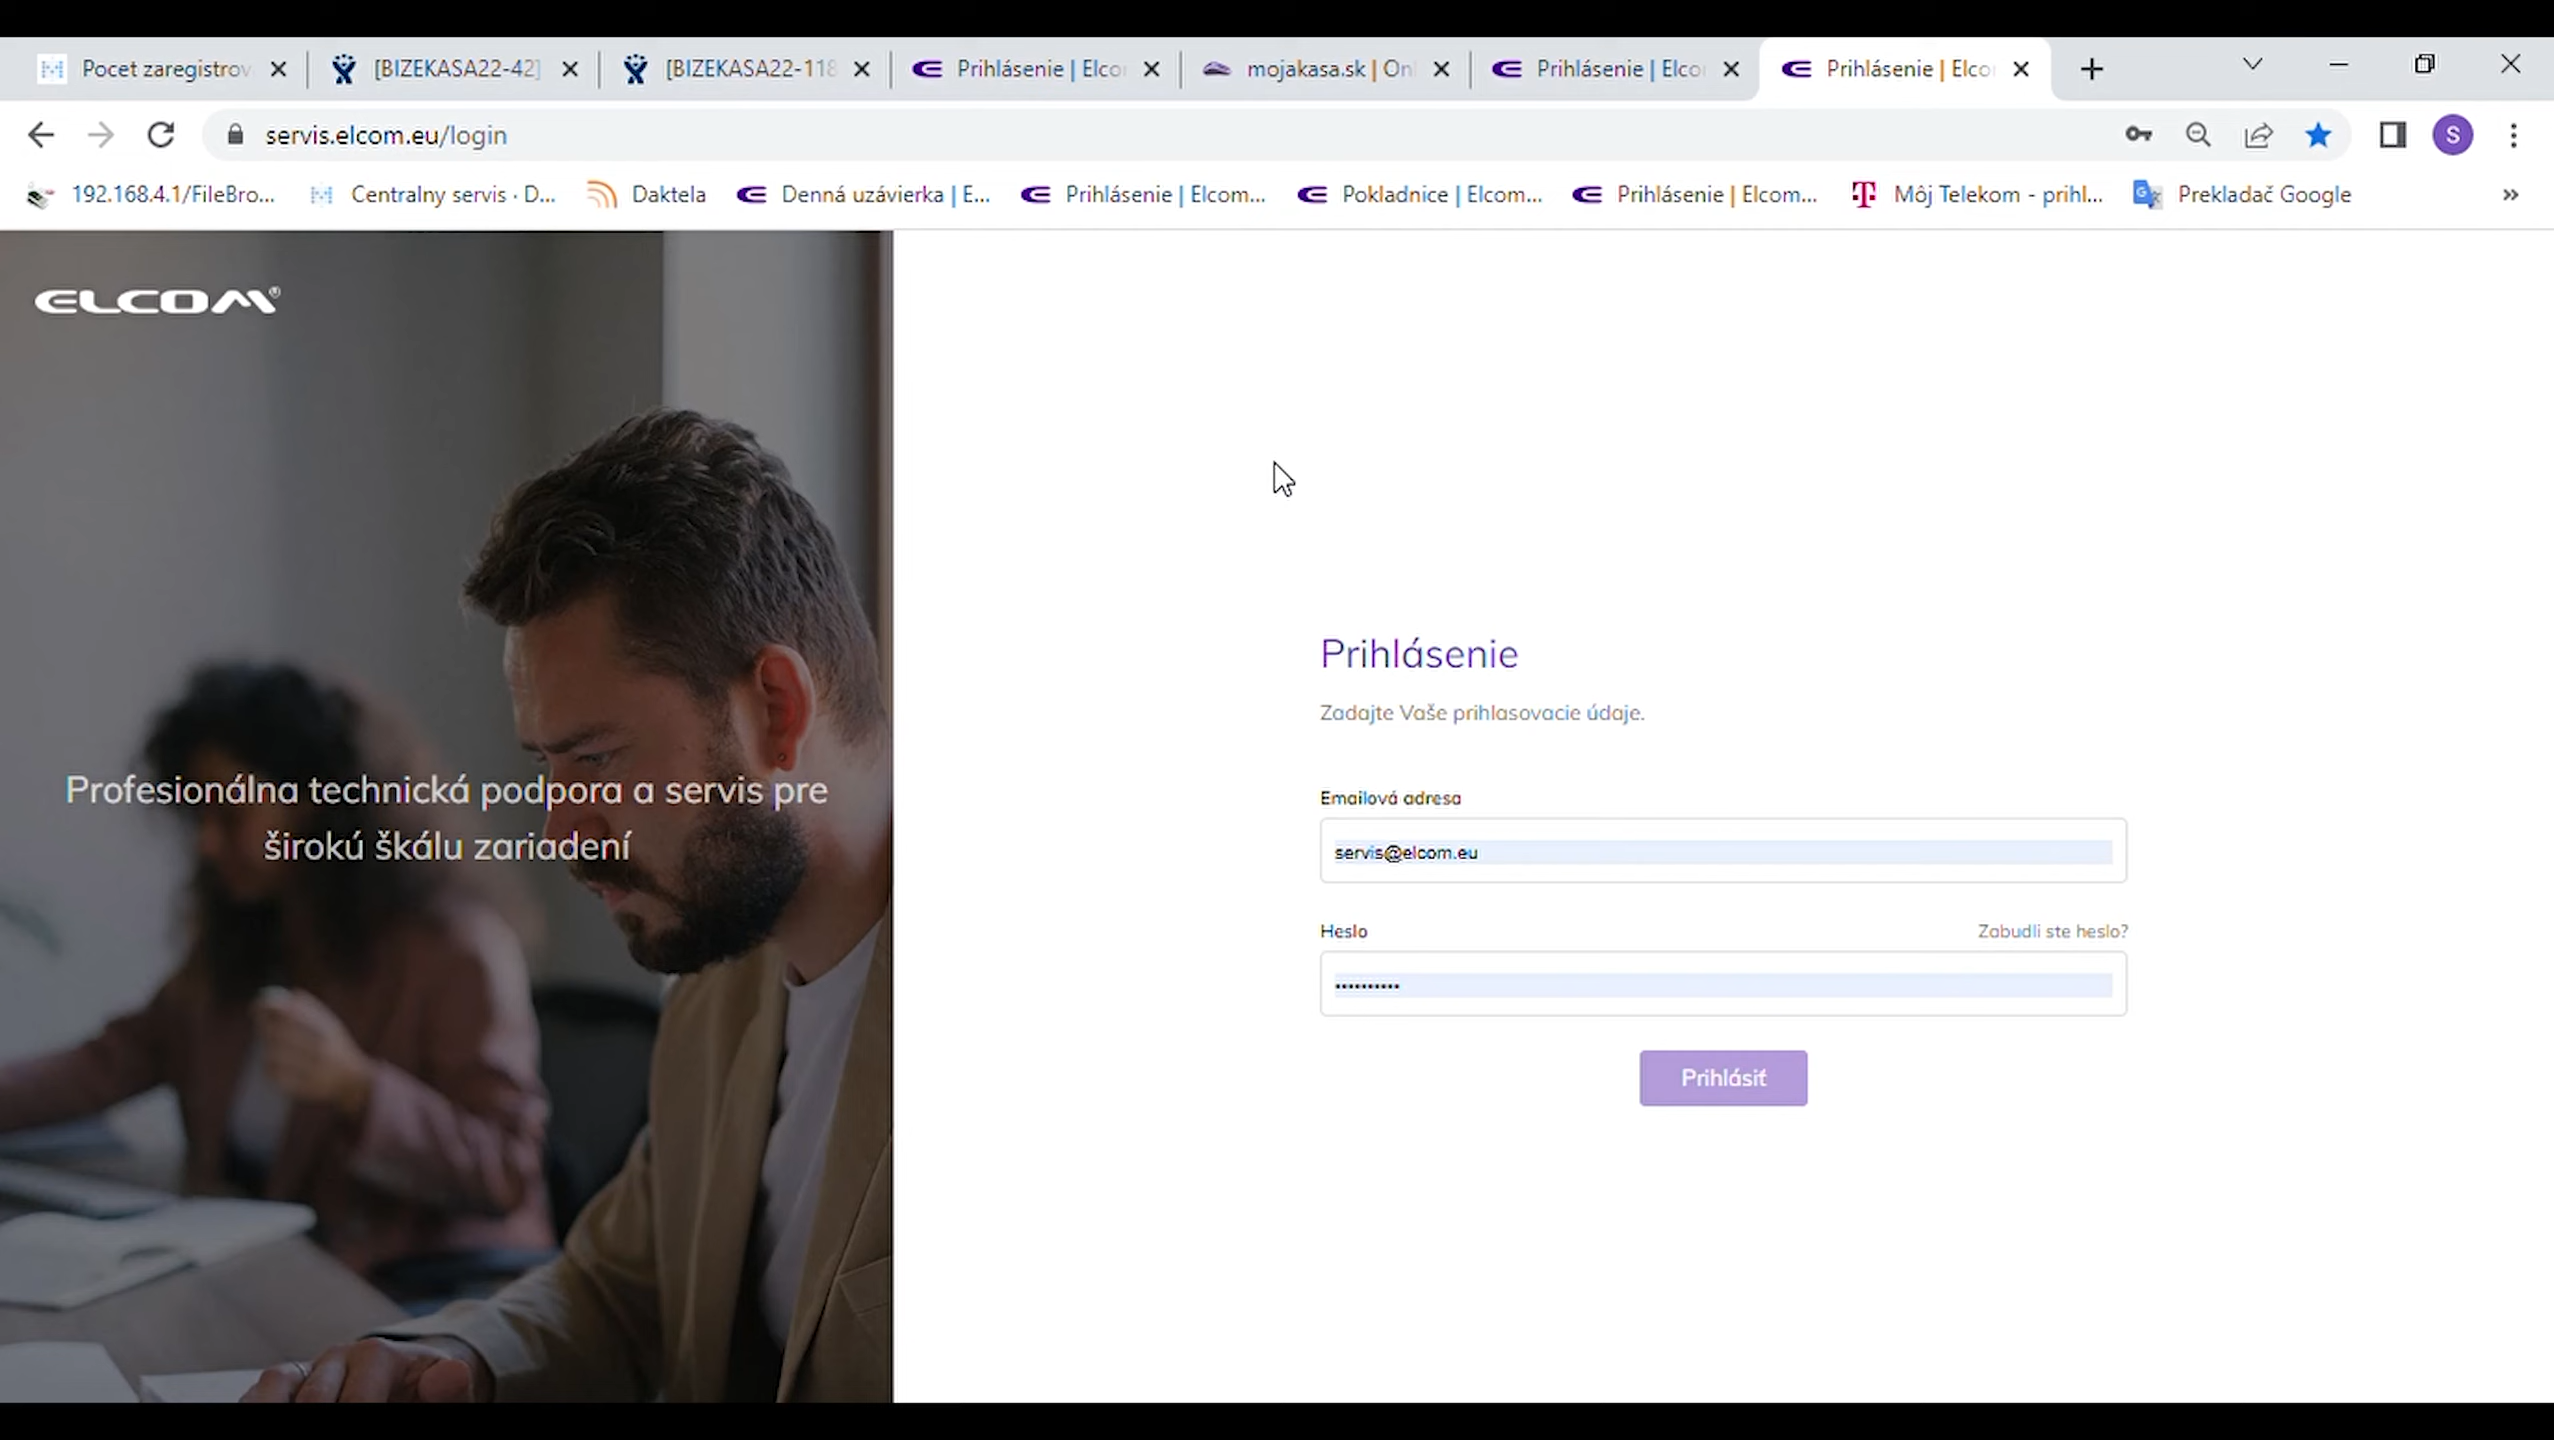 Pocet zaregistrov
[BIZEKASA22-42]
[BIZEKASA22-118
Prihlásenie | Elco
mojakasa.sk | Onl
Prihlásenie | Elco
Prihlásenie | Elco
servis.elcom.eu/login
S
192.168.4.1/FileBro...
Centralny servis · D...
Daktela
Denná uzávierka | E...
Prihlásenie | Elcom...
Pokladnice | Elcom...
Prihlásenie | Elcom...
Môj Telekom - prihl...
Prekladač Google
ELCOM®
Profesionálna technická podpora a servis pre
širokú škálu zariadení
Prihlásenie
Zadajte Vaše prihlasovacie údaje.
Emailová adresa
servis@elcom.eu
Heslo
Zabudli ste heslo?
Prihlásiť